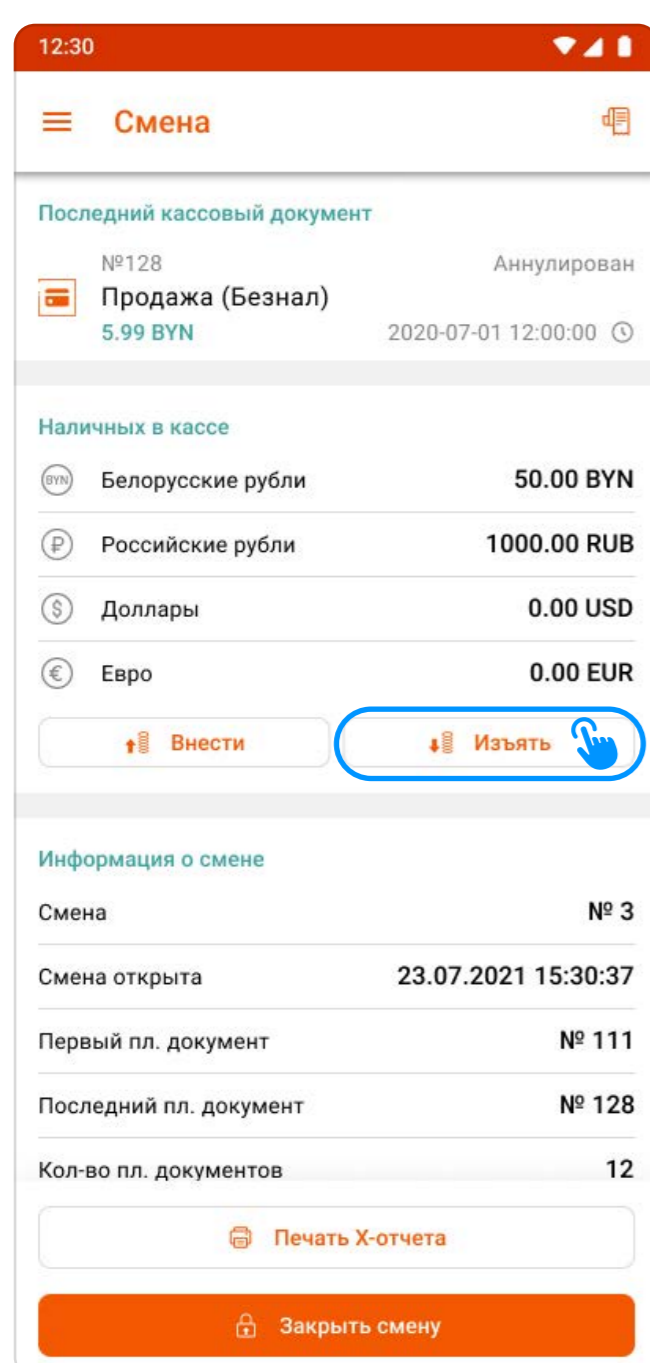 12:30
Смена
Последний кассовый документ
№128 Аннулирован
Продажа (Безнал)
5.99 BYN 2020-07-01 12:00:00
Наличных в кассе
BYN Белорусские рубли 50.00 BYN
₽ Российские рубли 1000.00 RUB
$ Доллары 0.00 USD
€ Евро 0.00 EUR
Внести Изъять
Информация о смене
Смена № 3
Смена открыта 23.07.2021 15:30:37
Первый пл. документ № 111
Последний пл. документ № 128
Кол-во пл. документов 12
Печать X-отчета
Закрыть смену